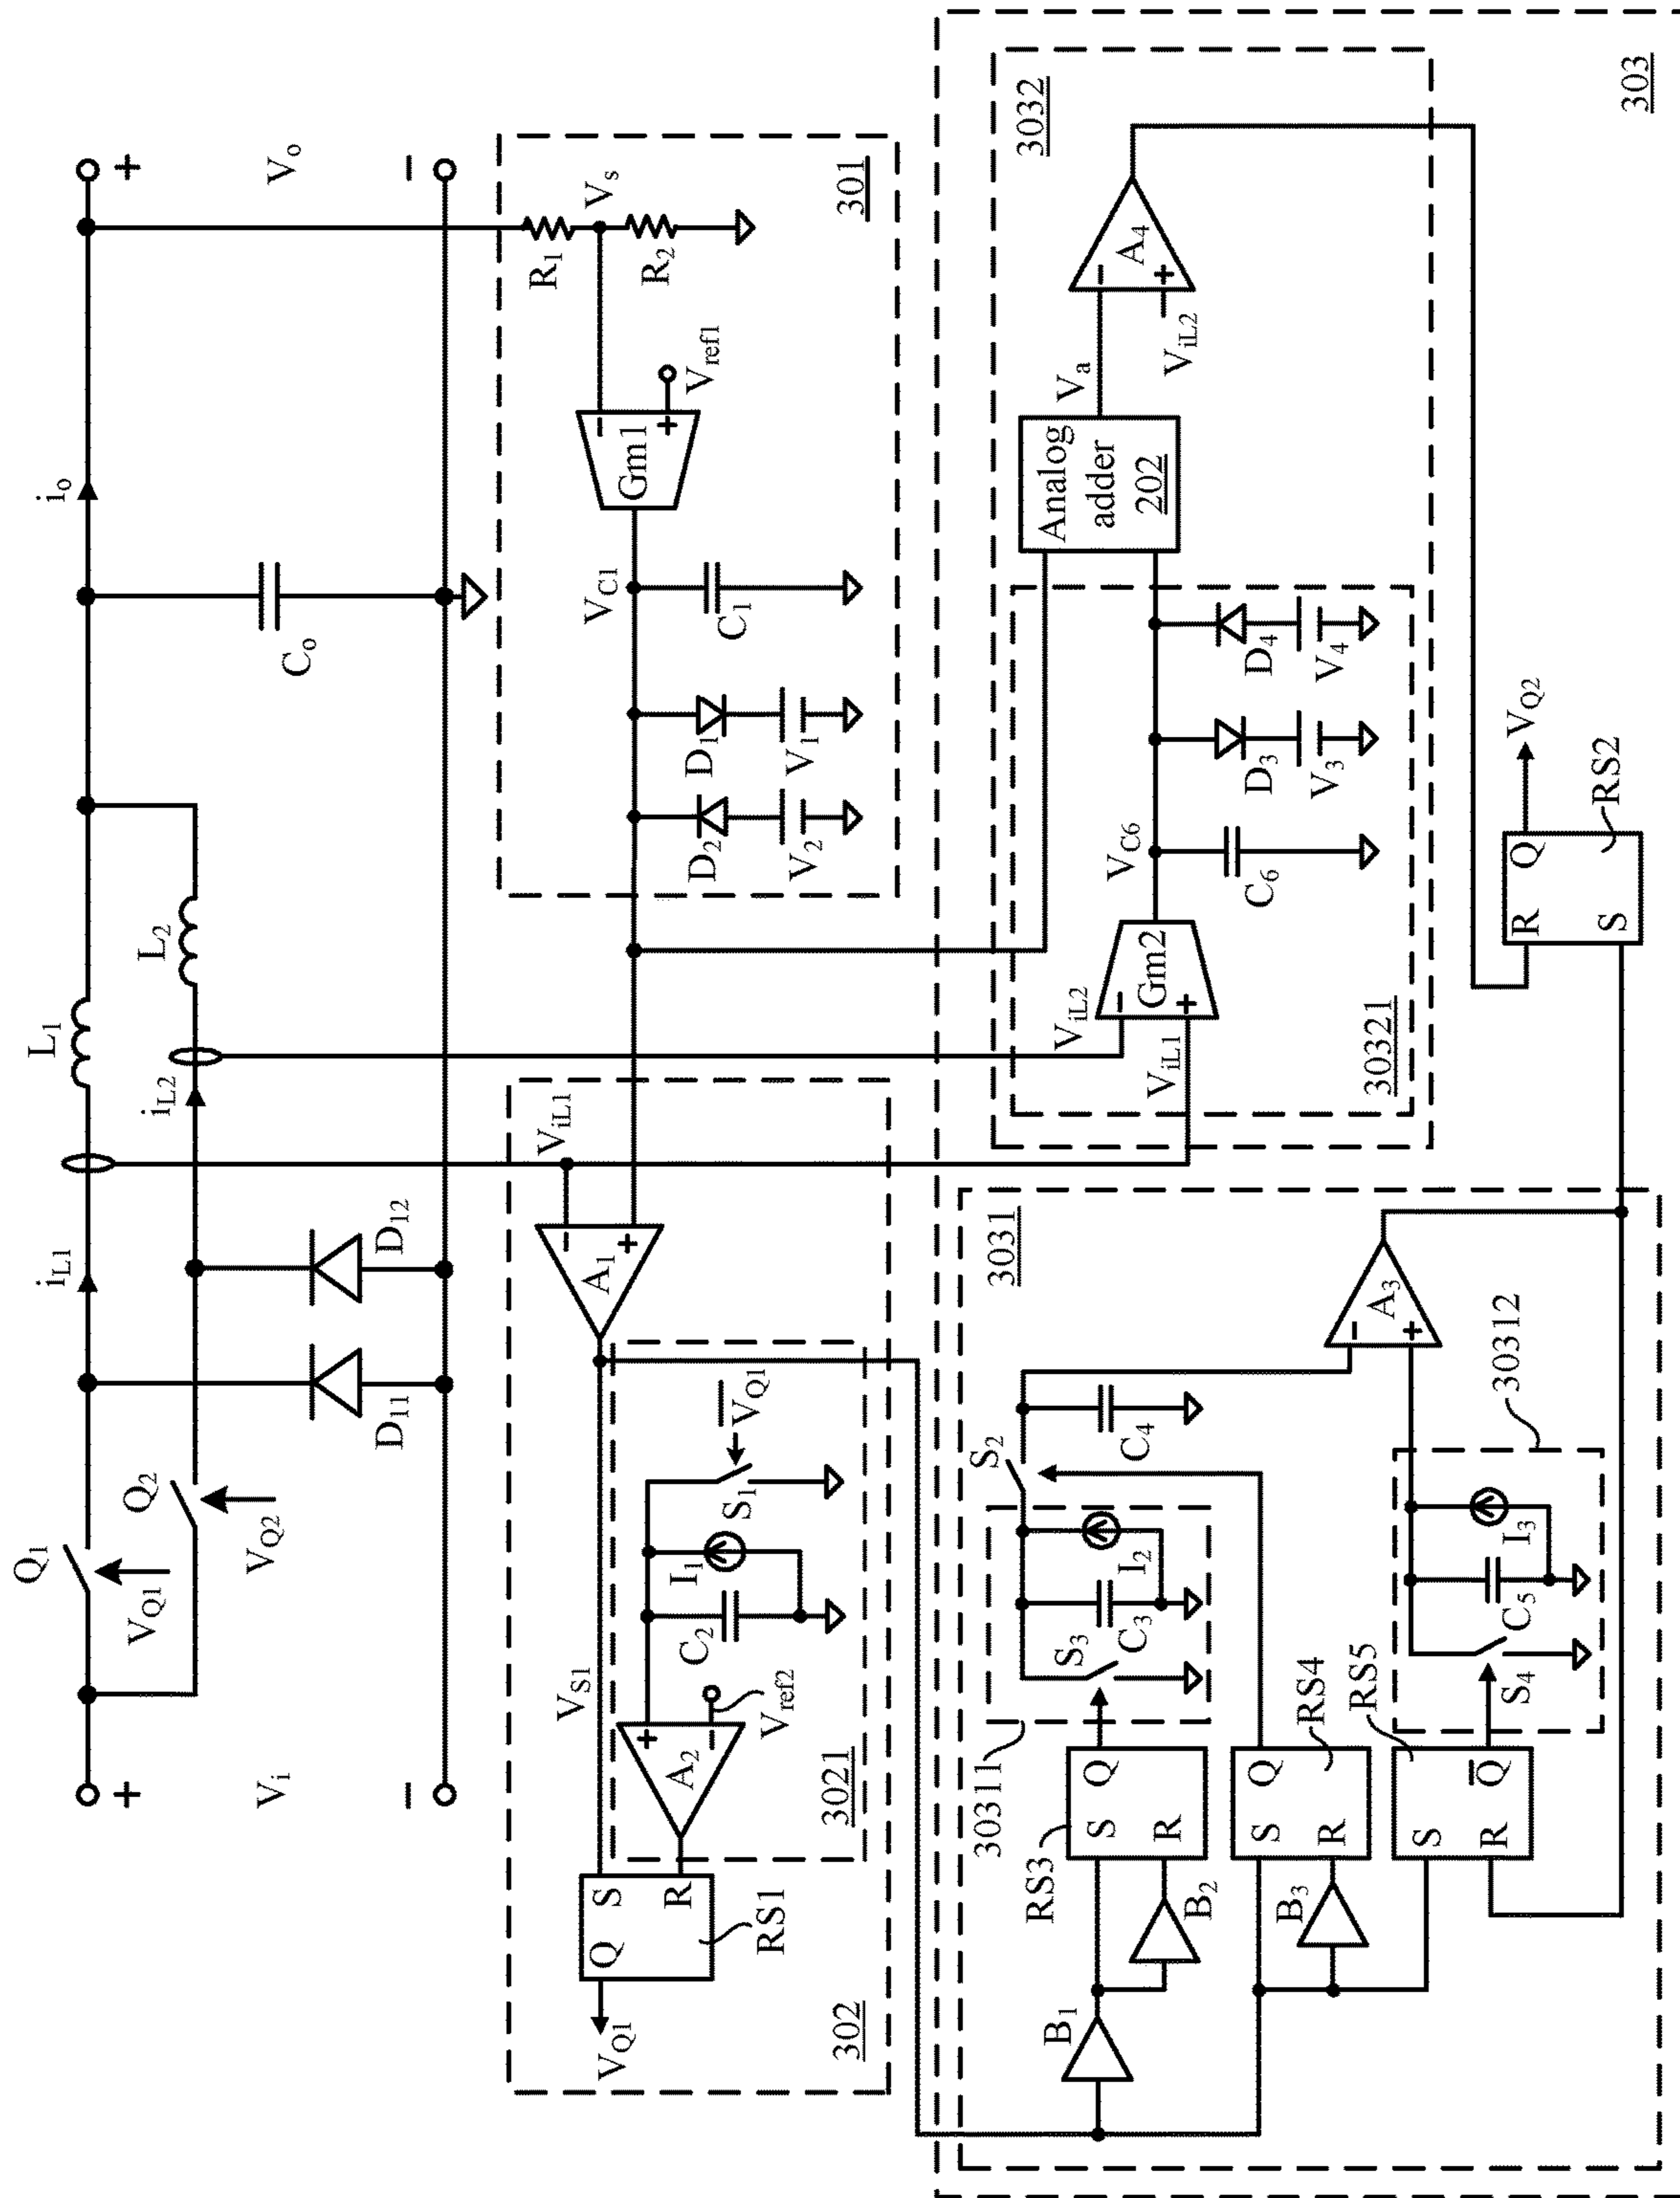 Q1
VQ1
Q2
VQ2
Vi
+
−
iL1
iL2
D11
D12
L1
L2
Co
io
Vo
+
−
301
R1
R2
Vs
Gm1
−
+
Vref1
VC1
C1
D1
V1
D2
V2
302
VQ1
Q
S
R
RS1
VS1
A1
−
+
ViL1
3021
A2
+
−
Vref2
C2
I1
S1
V̅Q1
303
3031
B1
B2
RS3
S
Q
R
30311
S3
C3
I2
S2
C4
B3
S
Q
R
RS4
S
Q̅
R
RS5
S4
C5
I3
30312
A3
−
+
3032
30321
ViL2
ViL1
−
+
Gm2
VC6
C6
D3
V3
D4
V4
Analog
adder
202
Va
A4
−
+
ViL2
R
Q
S
RS2
VQ2